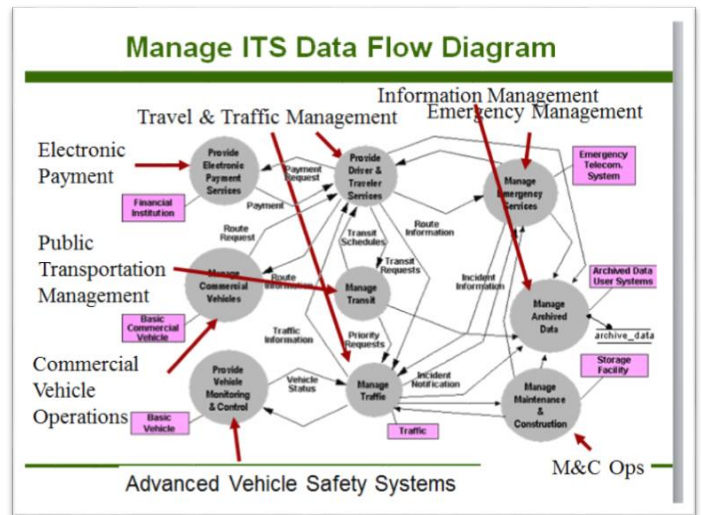 Manage ITS Data Flow Diagram
Information Management
Travel & Traffic Management
Emergency Management
Electronic
Payment
Provide
Electronic
Payment
Services
Payment
Request
Provide
Driver &
Traveler
Services
Manage
Emergency
Services
Emergency
Telecom.
System
Financial
Institution
Payment
Route
Request
Transit
Schedules
Route
Information
Public
Transportation
Management
Manage
Commercial
Vehicles
Route
Information
Transit
Requests
Manage
Transit
Incident
Information
Archived Data
User Systems
Manage
Archived
Data
archive_data
Basic
Commercial
Vehicle
Traffic
Information
Priority
Requests
Commercial
Vehicle
Operations
Provide
Vehicle
Monitoring
& Control
Vehicle
Status
Manage
Traffic
Incident
Notification
Storage
Facility
Manage
Maintenance
&
Construction
Basic
Vehicle
Traffic
M&C Ops
Advanced Vehicle Safety Systems